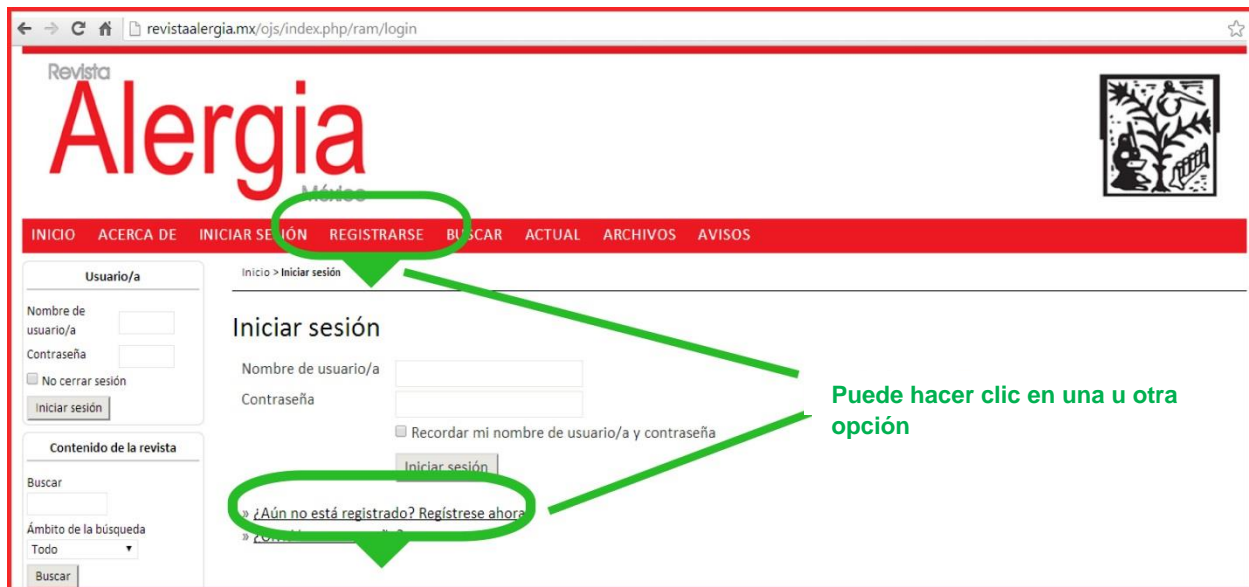 revistaalergia.mx/ojs/index.php/ram/login
Revista
Alergia
México
INICIO ACERCA DE INICIAR SESIÓN REGISTRARSE BUSCAR ACTUAL ARCHIVOS AVISOS
Usuario/a
Nombre de
usuario/a
Contraseña
No cerrar sesión
Iniciar sesión
Contenido de la revista
Buscar
Ámbito de la búsqueda
Todo
Buscar
Inicio > Iniciar sesión
Iniciar sesión
Nombre de usuario/a
Contraseña
Recordar mi nombre de usuario/a y contraseña
Iniciar sesión
» ¿Aún no está registrado? Regístrese ahora
Puede hacer clic en una u otra
opción